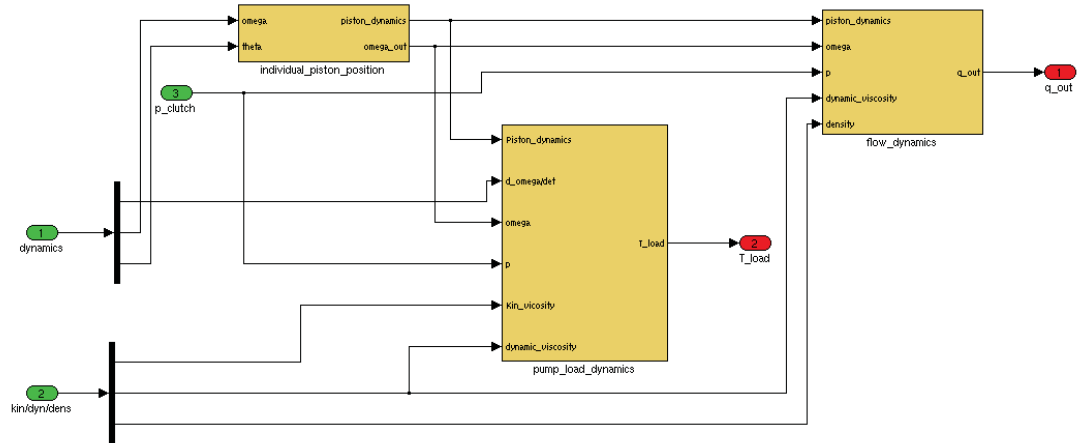 omega
theta
piston_dynamics
omega_out
individual_piston_position
3
p_clutch
piston_dynamics
omega
p
dynamic_viscosity
density
q_out
flow_dynamics
1
q_out
Piston_dynamics
d_omega/det
omega
p
Kin_vicosity
dynamic_viscosity
T_load
pump_load_dynamics
2
T_load
1
dynamics
2
kin/dyn/dens